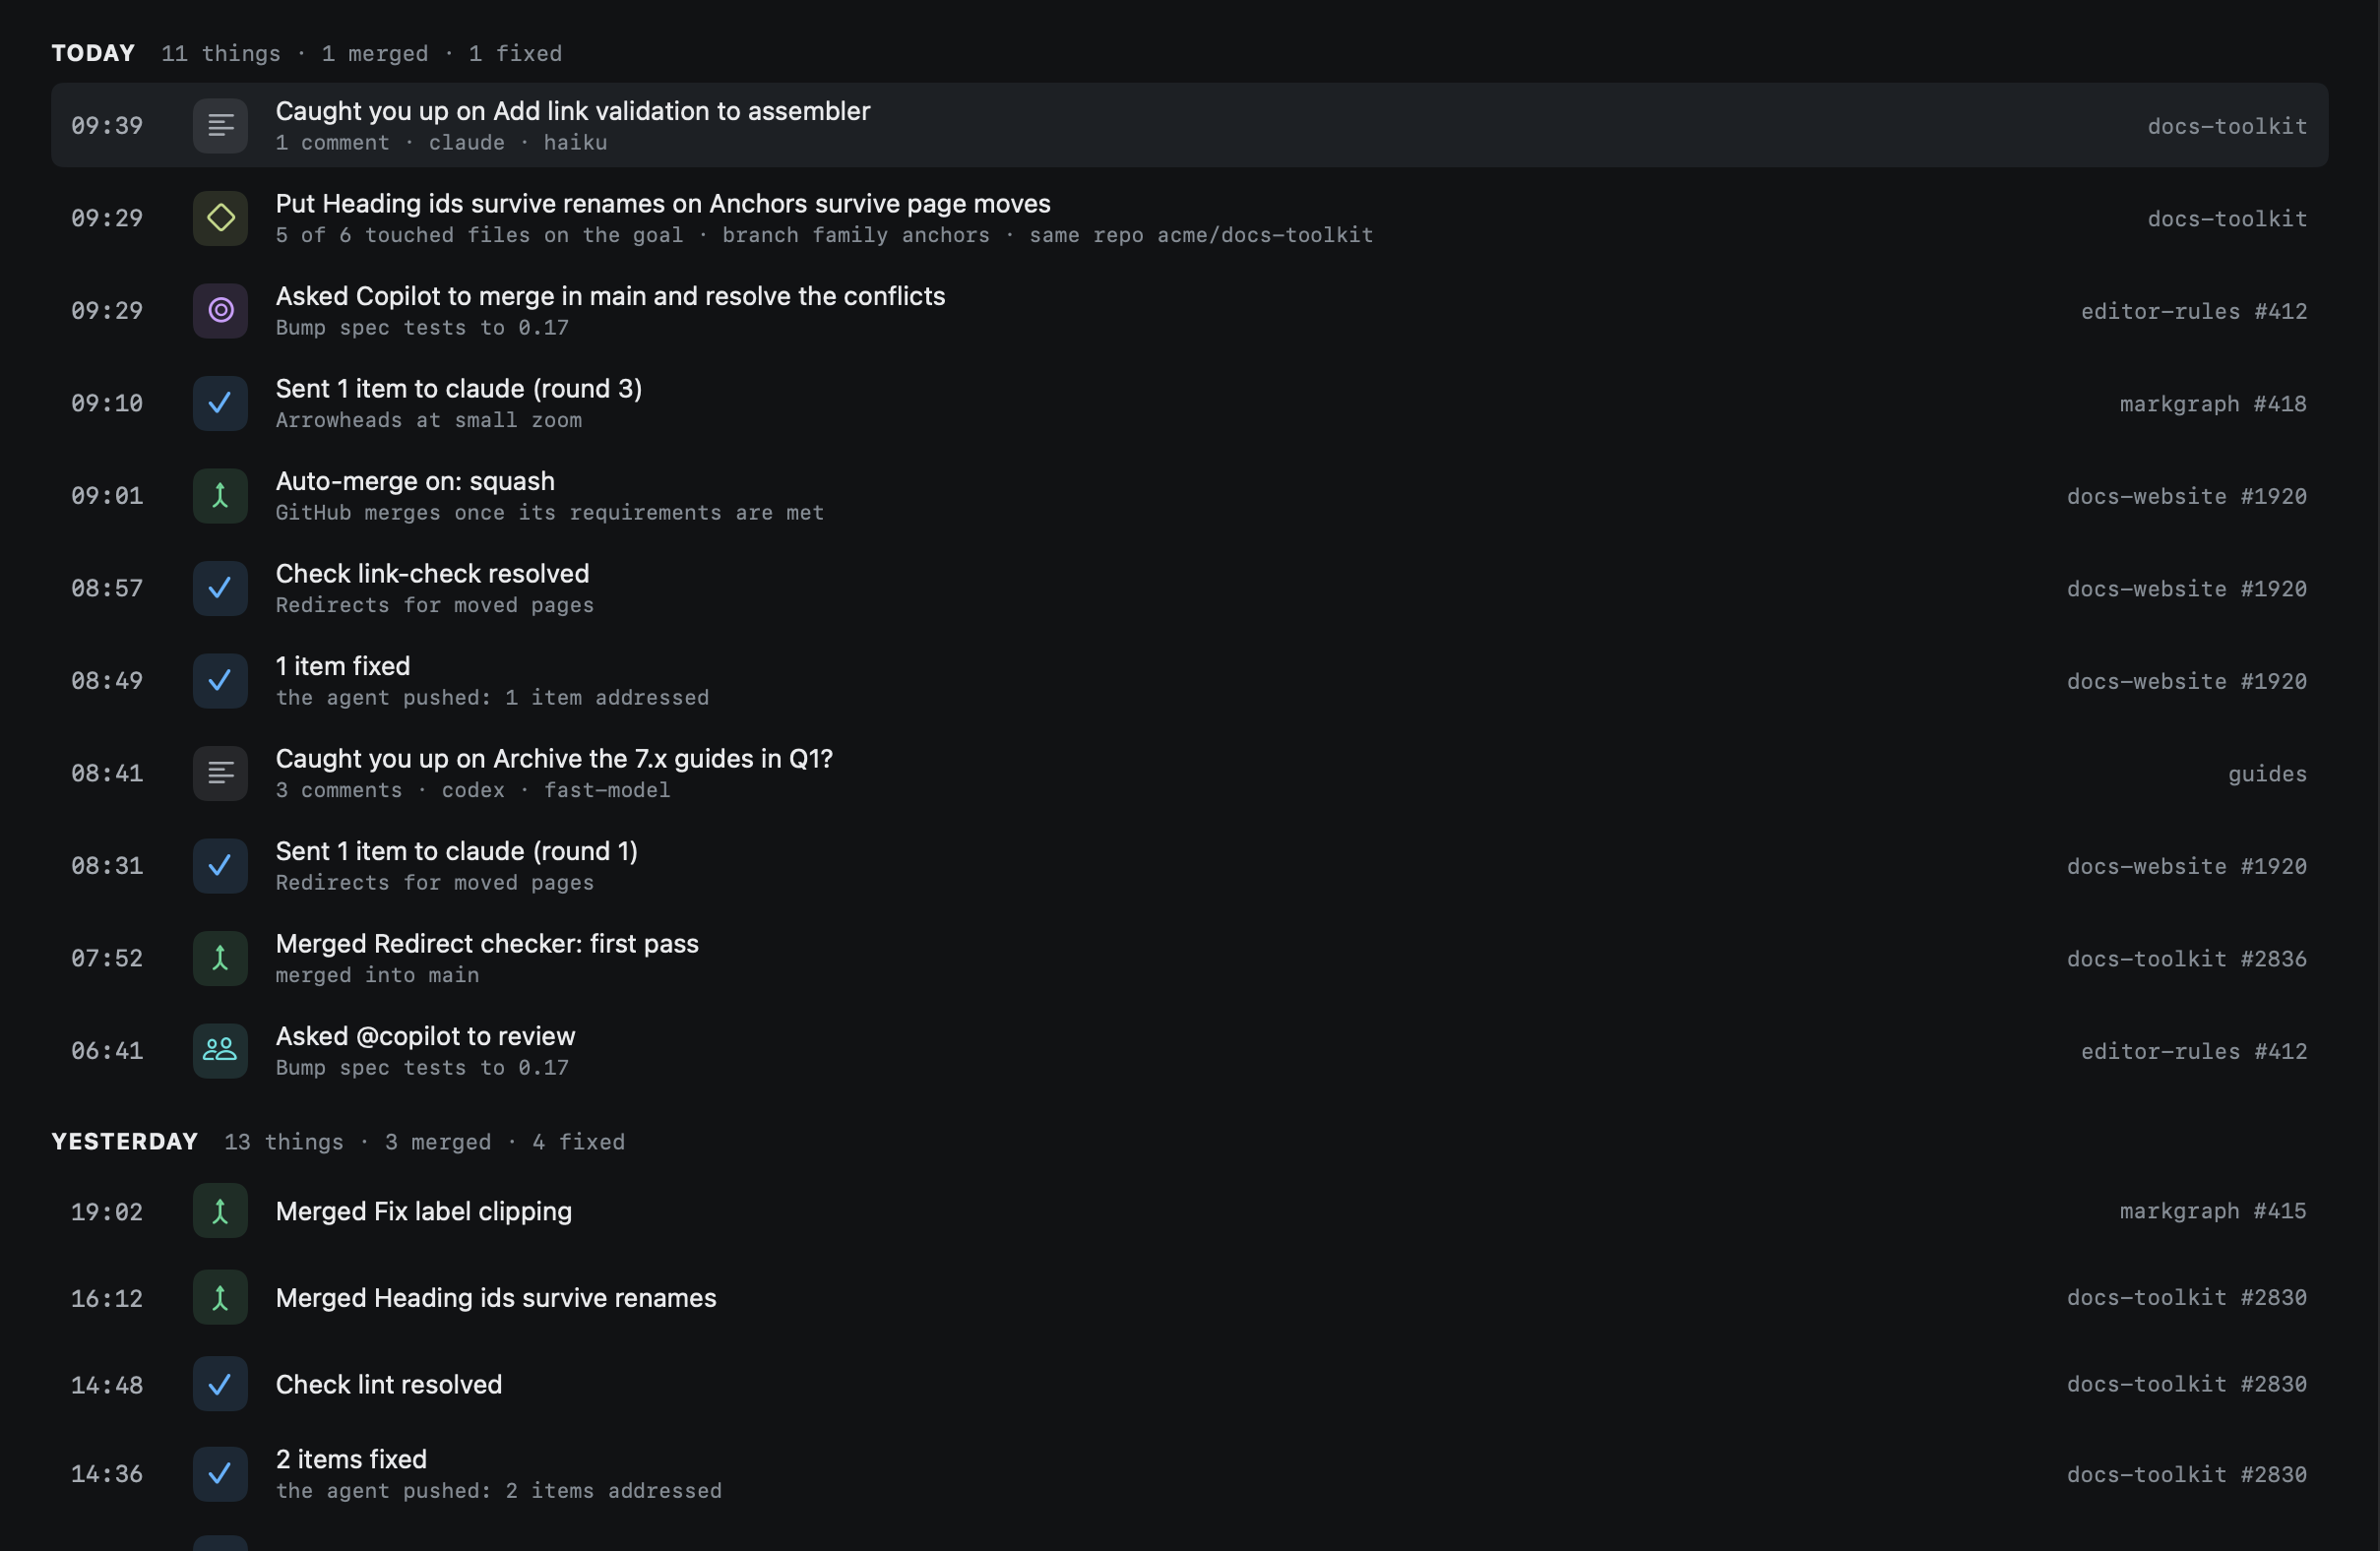 TODAY 11 things · 1 merged · 1 fixed
09:39 Caught you up on Add link validation to assembler docs-toolkit
1 comment · claude · haiku
09:29 Put Heading ids survive renames on Anchors survive page moves docs-toolkit
5 of 6 touched files on the goal · branch family anchors · same repo acme/docs-toolkit
09:29 Asked Copilot to merge in main and resolve the conflicts editor-rules #412
Bump spec tests to 0.17
09:10 Sent 1 item to claude (round 3) markgraph #418
Arrowheads at small zoom
09:01 Auto-merge on: squash docs-website #1920
GitHub merges once its requirements are met
08:57 Check link-check resolved docs-website #1920
Redirects for moved pages
08:49 1 item fixed docs-website #1920
the agent pushed: 1 item addressed
08:41 Caught you up on Archive the 7.x guides in Q1? guides
3 comments · codex · fast-model
08:31 Sent 1 item to claude (round 1) docs-website #1920
Redirects for moved pages
07:52 Merged Redirect checker: first pass docs-toolkit #2836
merged into main
06:41 Asked @copilot to review editor-rules #412
Bump spec tests to 0.17
YESTERDAY 13 things · 3 merged · 4 fixed
19:02 Merged Fix label clipping markgraph #415
16:12 Merged Heading ids survive renames docs-toolkit #2830
14:48 Check lint resolved docs-toolkit #2830
14:36 2 items fixed docs-toolkit #2830
the agent pushed: 2 items addressed